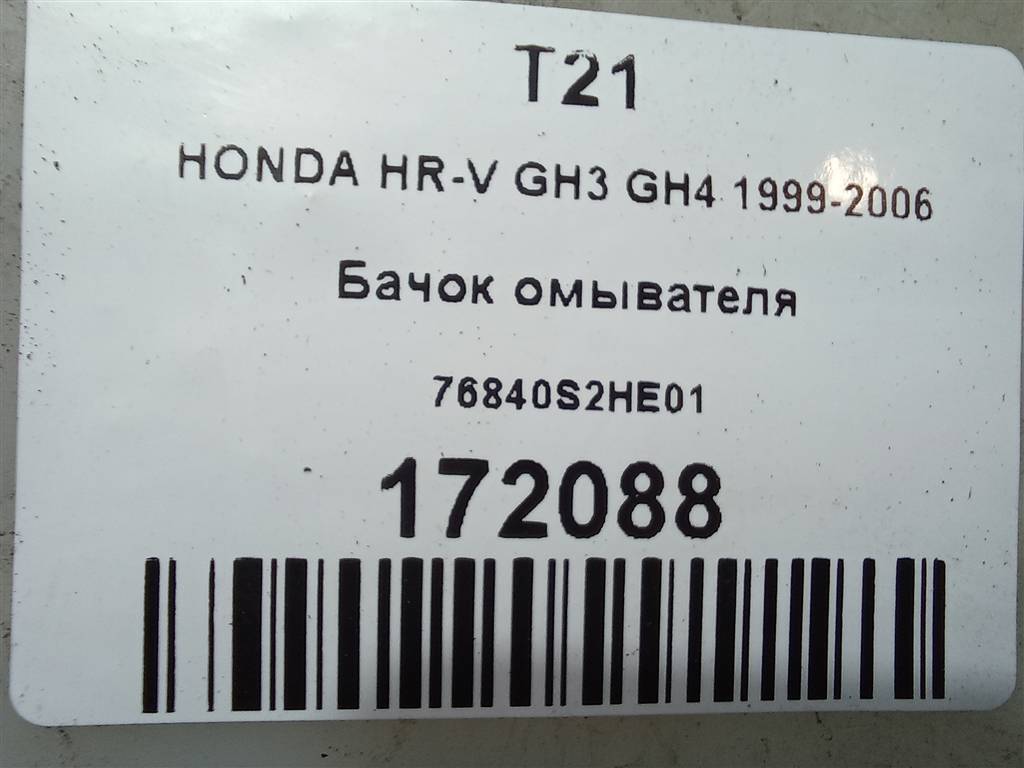 T21
HONDA HR-V GH3 GH4 1999-2006
Бачок омывателя
76840S2HE01
172088